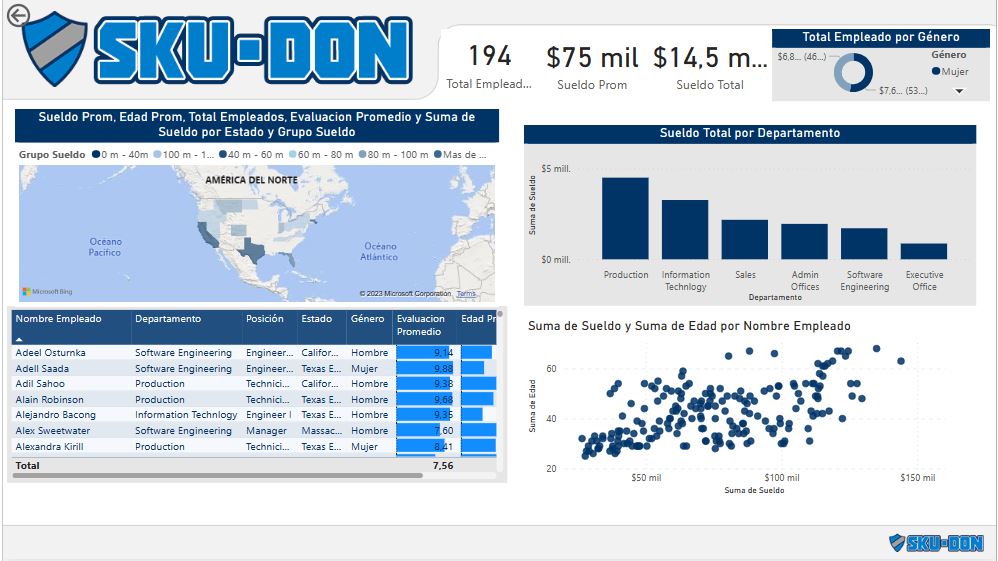 SKU-DON
194
Total Emplead...
$75 mil
Sueldo Prom
$14,5 m...
Sueldo Total
Total Empleado por Género
$6,8... (46...)
$7,6... (53...)
Género
Mujer
Sueldo Prom, Edad Prom, Total Empleados, Evaluacion Promedio y Suma de
Sueldo por Estado y Grupo Sueldo
Grupo Sueldo 0 m - 40m 100 m - 1... 40 m - 60 m 60 m - 80 m 80 m - 100 m Mas de ...
AMÉRICA DEL NORTE
Océano
Pacífico
Océano
Atlántico
Microsoft Bing
© 2023 Microsoft Corporation Terms
Nombre Empleado Departamento Posición Estado Género Evaluacion Promedio Edad Pr
Adeel Osturnka Software Engineering Engineer... Califor... Hombre 9,14
Adell Saada Software Engineering Engineer... Texas E... Mujer 9,88
Adil Sahoo Production Technici... Califor... Hombre 9,38
Alain Robinson Production Technici... Texas E... Hombre 9,68
Alejandro Bacong Information Technlogy Engineer I Texas E... Hombre 9,35
Alex Sweetwater Software Engineering Manager Massac... Hombre 7,60
Alexandra Kirill Production Technici... Texas E... Mujer 8,41
Total 7,56
Sueldo Total por Departamento
Suma de Sueldo
$5 mill.
$0 mill.
Production
Information
Technlogy
Sales
Admin
Offices
Software
Engineering
Executive
Office
Departamento
Suma de Sueldo y Suma de Edad por Nombre Empleado
Suma de Edad
60
40
20
$50 mil
$100 mil
$150 mil
Suma de Sueldo
SKU-DON